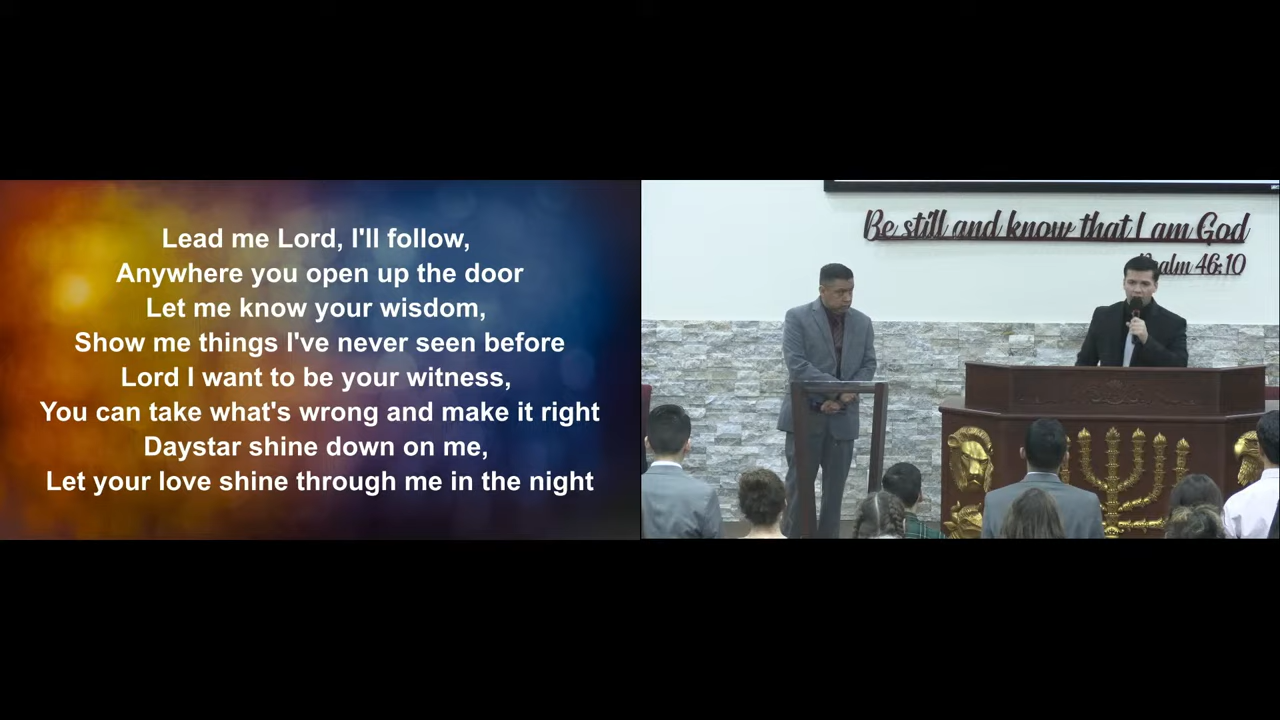 Lead me Lord, I'll follow,
Anywhere you open up the door
Let me know your wisdom,
Show me things I've never seen before
Lord I want to be your witness,
You can take what's wrong and make it right
Daystar shine down on me,
Let your love shine through me in the night
Be still and know that I am God
Psalm 46:10